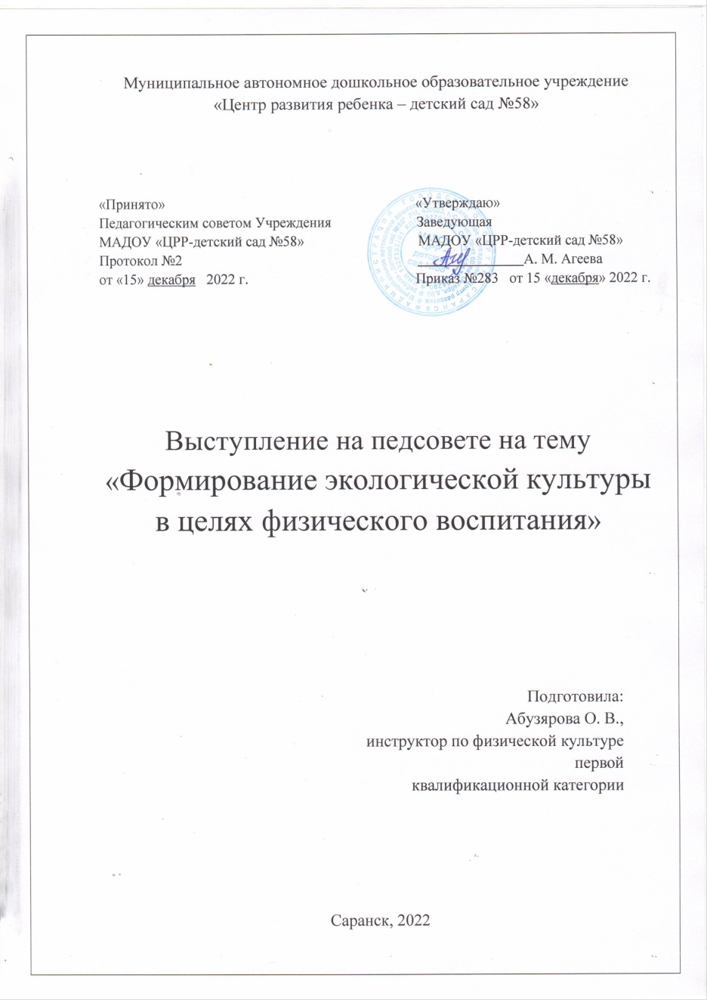 Муниципальное автономное дошкольное образовательное учреждение
«Центр развития ребенка – детский сад №58»
«Принято»
Педагогическим советом Учреждения
МАДОУ «ЦРР-детский сад №58»
Протокол №2
от «15» декабря 2022 г.
«Утверждаю»
Заведующая
МАДОУ «ЦРР-детский сад №58»
А. М. Агеева
Приказ №283 от 15 «декабря» 2022 г.
Выступление на педсовете на тему
«Формирование экологической культуры
в целях физического воспитания»
Подготовила:
Абузярова О. В.,
инструктор по физической культуре
первой
квалификационной категории
Саранск, 2022